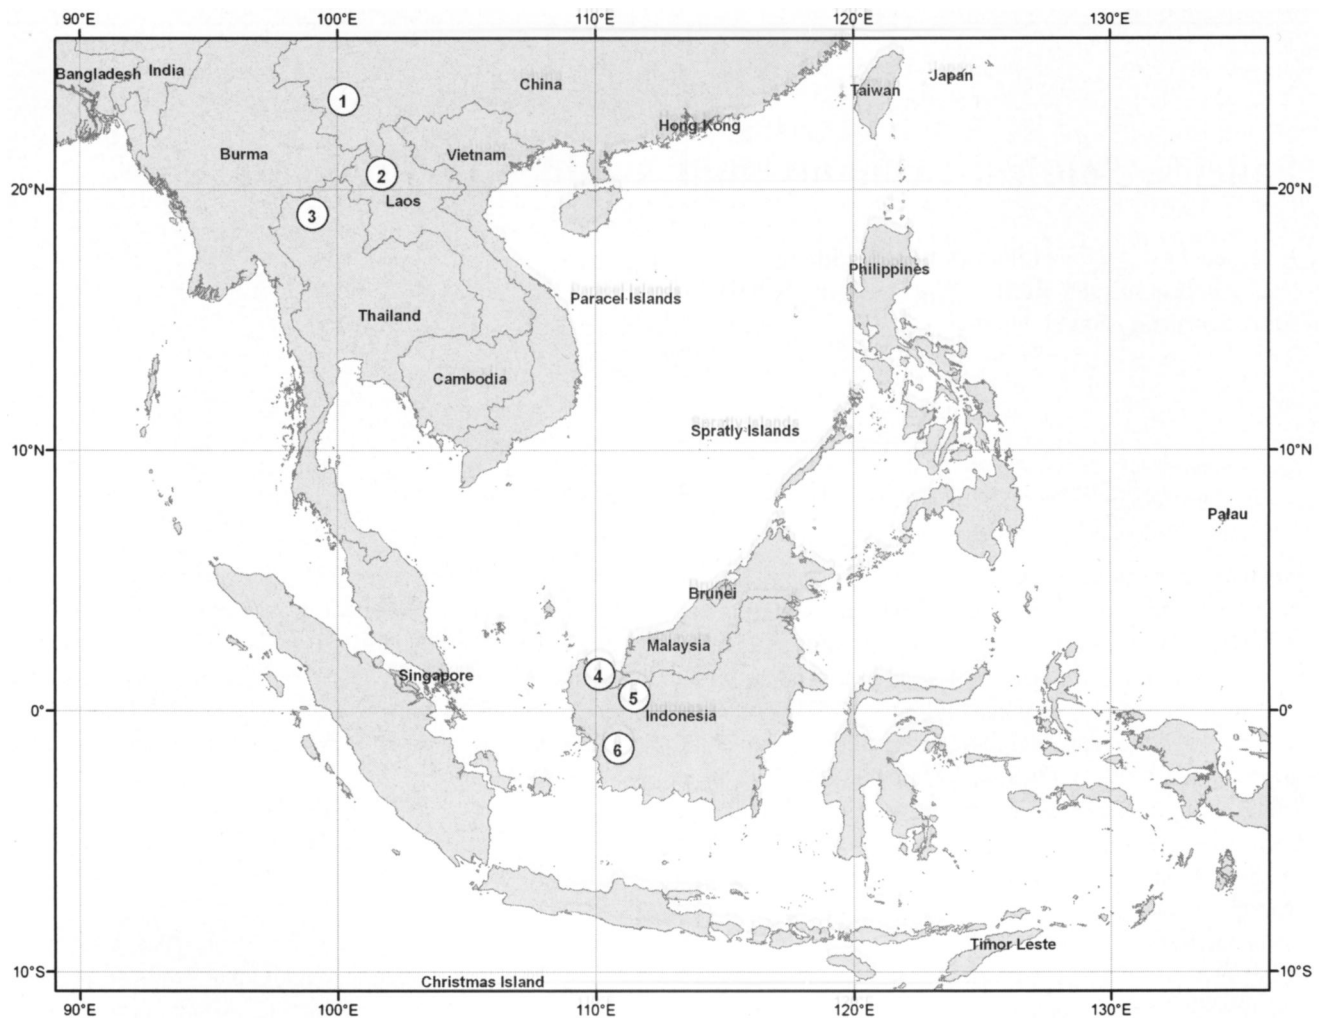 90°E 100°E 110°E 120°E 130°E
Bangladesh India China Taiwan Japan
1
Hong Kong
Burma Vietnam
20°N 2 20°N
3 Laos
Philippines
Paracel Islands
Thailand
Cambodia
Spratly Islands
10°N 10°N
Palau
Brunei
Malaysia
Singapore 4
5
0° Indonesia 0°
6
Timor Leste
10°S Christmas Island 10°S
90°E 100°E 110°E 120°E 130°E